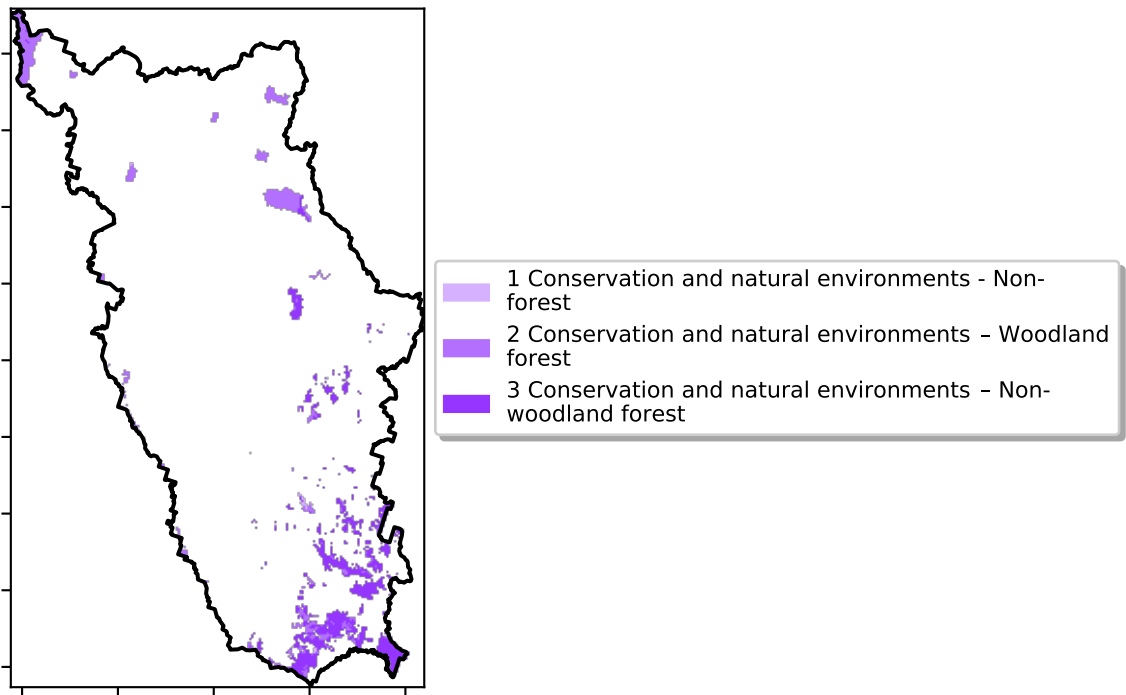 1 Conservation and natural environments - Non-
forest
2 Conservation and natural environments – Woodland
forest
3 Conservation and natural environments – Non-
woodland forest